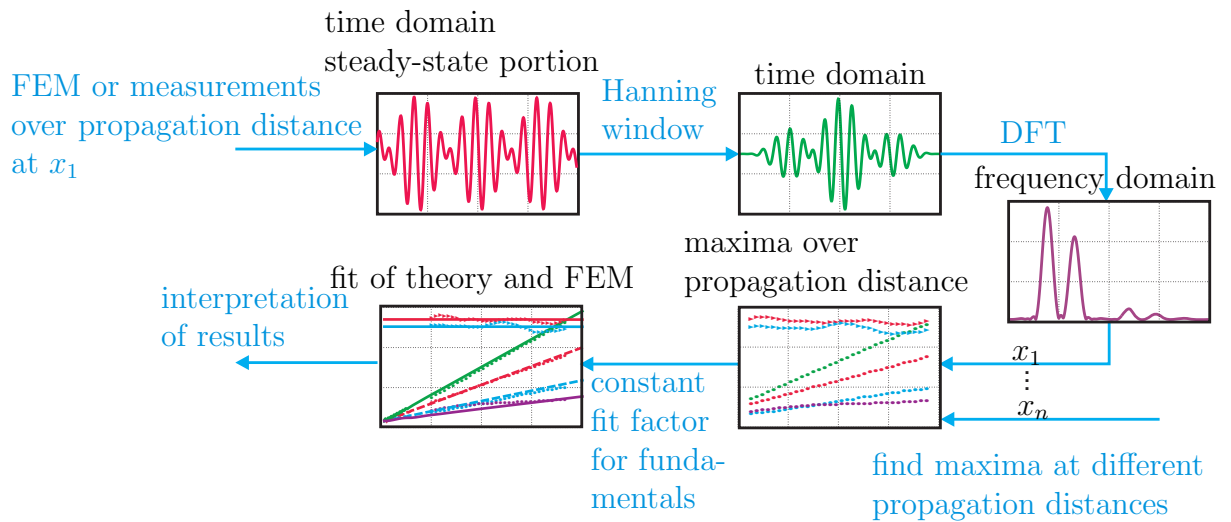 time domain
steady-state portion
FEM or measurements
over propagation distance
at x₁
Hanning
window
time domain
DFT
frequency domain
maxima over
propagation distance
fit of theory and FEM
interpretation
of results
x₁
⋮
xₙ
constant
fit factor
for funda-
mentals
find maxima at different
propagation distances